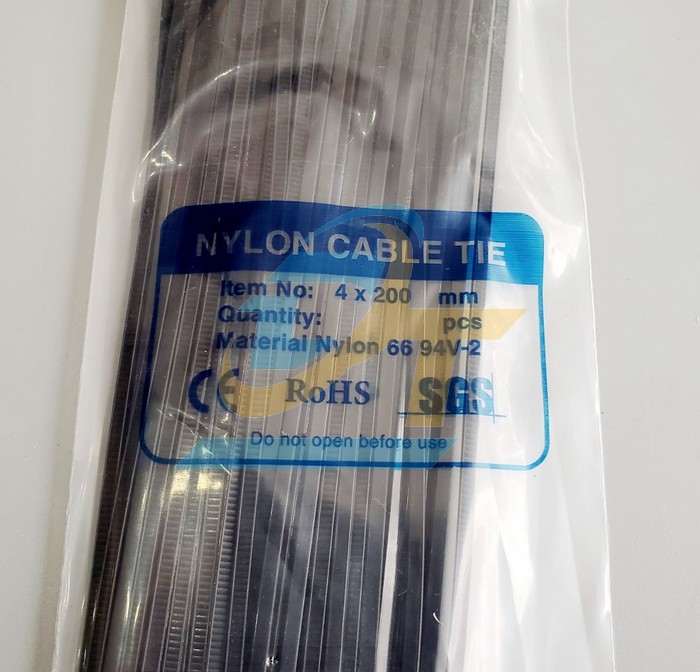 NYLON CABLE TIE
Item No: 4 x 200 mm
Quantity: pcs
Material Nylon 66 94V-2
CE RoHS SGS
Do not open before use